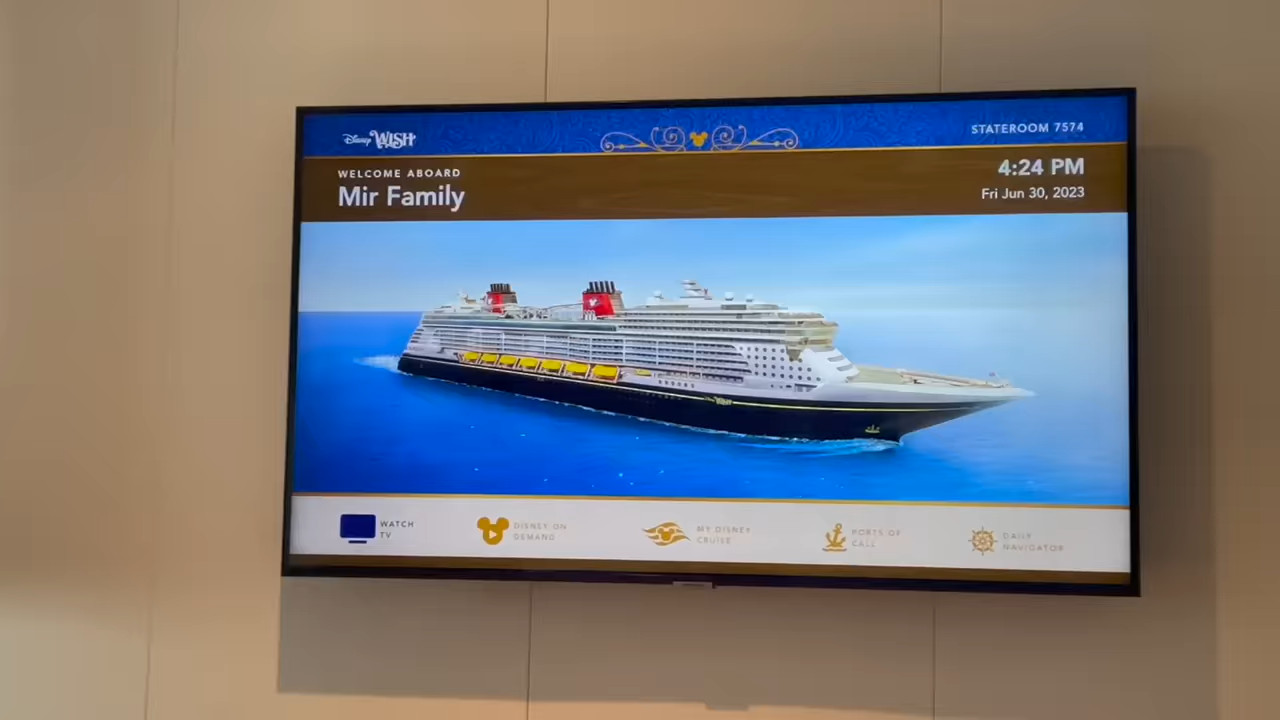 Disney WISH
STATEROOM 7574
WELCOME ABOARD
Mir Family
4:24 PM
Fri Jun 30, 2023
WATCH
TV
DISNEY ON
DEMAND
MY DISNEY
CRUISE
PORTS OF
CALL
DAILY
NAVIGATOR